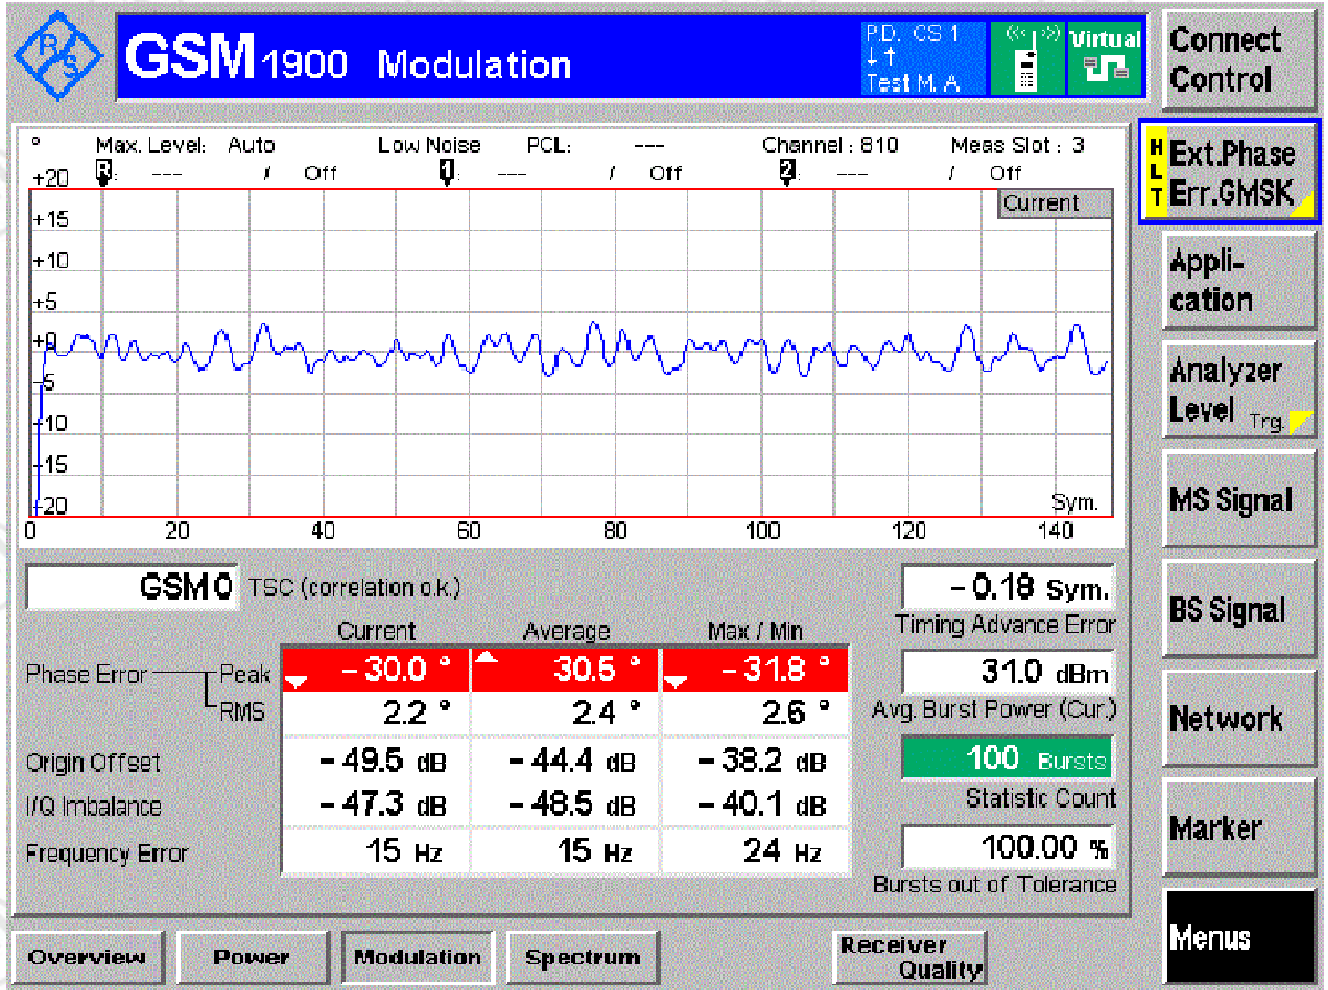 R S
GSM 1900 Modulation
P.D. CS 1
↓↑
Test M. A.
Virtual
Connect
Control
° Max. Level: Auto Low Noise PCL: --- Channel : 810 Meas Slot : 3
R : --- / Off 1 : --- / Off 2 : --- / Off
Current
+20
+15
+10
+5
+0
-5
-10
-15
-20
Sym.
0 20 40 60 80 100 120 140
HLT
Ext.Phase
Err.GMSK
Appli-
cation
Analyzer
Level Trg.
MS Signal
BS Signal
Network
Marker
Menus
GSM 0 TSC (correlation o.k.)
- 0.18 Sym.
Timing Advance Error
Current Average Max / Min
Phase Error Peak - 30.0 ° 30.5 ° - 31.8 °
RMS 2.2 ° 2.4 ° 2.6 °
Origin Offset - 49.5 dB - 44.4 dB - 38.2 dB
I/Q Imbalance - 47.3 dB - 48.5 dB - 40.1 dB
Frequency Error 15 Hz 15 Hz 24 Hz
31.0 dBm
Avg. Burst Power (Cur.)
100 Bursts
Statistic Count
100.00 %
Bursts out of Tolerance
Overview Power Modulation Spectrum
Receiver
Quality